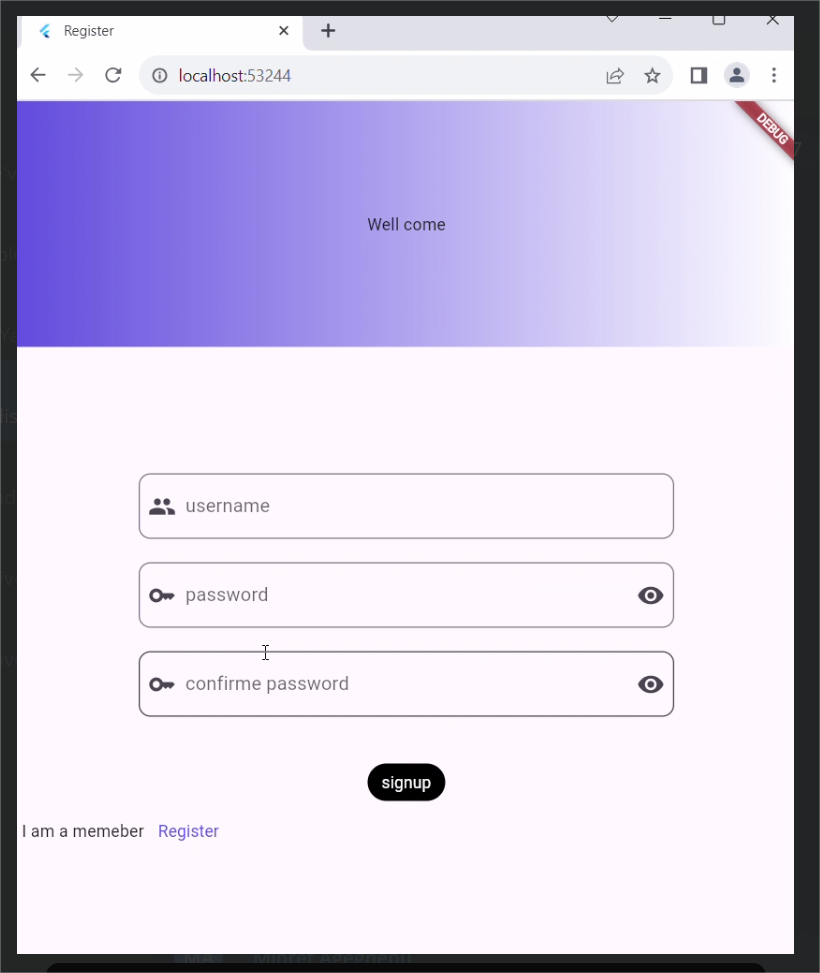 Register
localhost:53244
DEBUG
Well come
username
password
confirme password
signup
I am a memeber Register